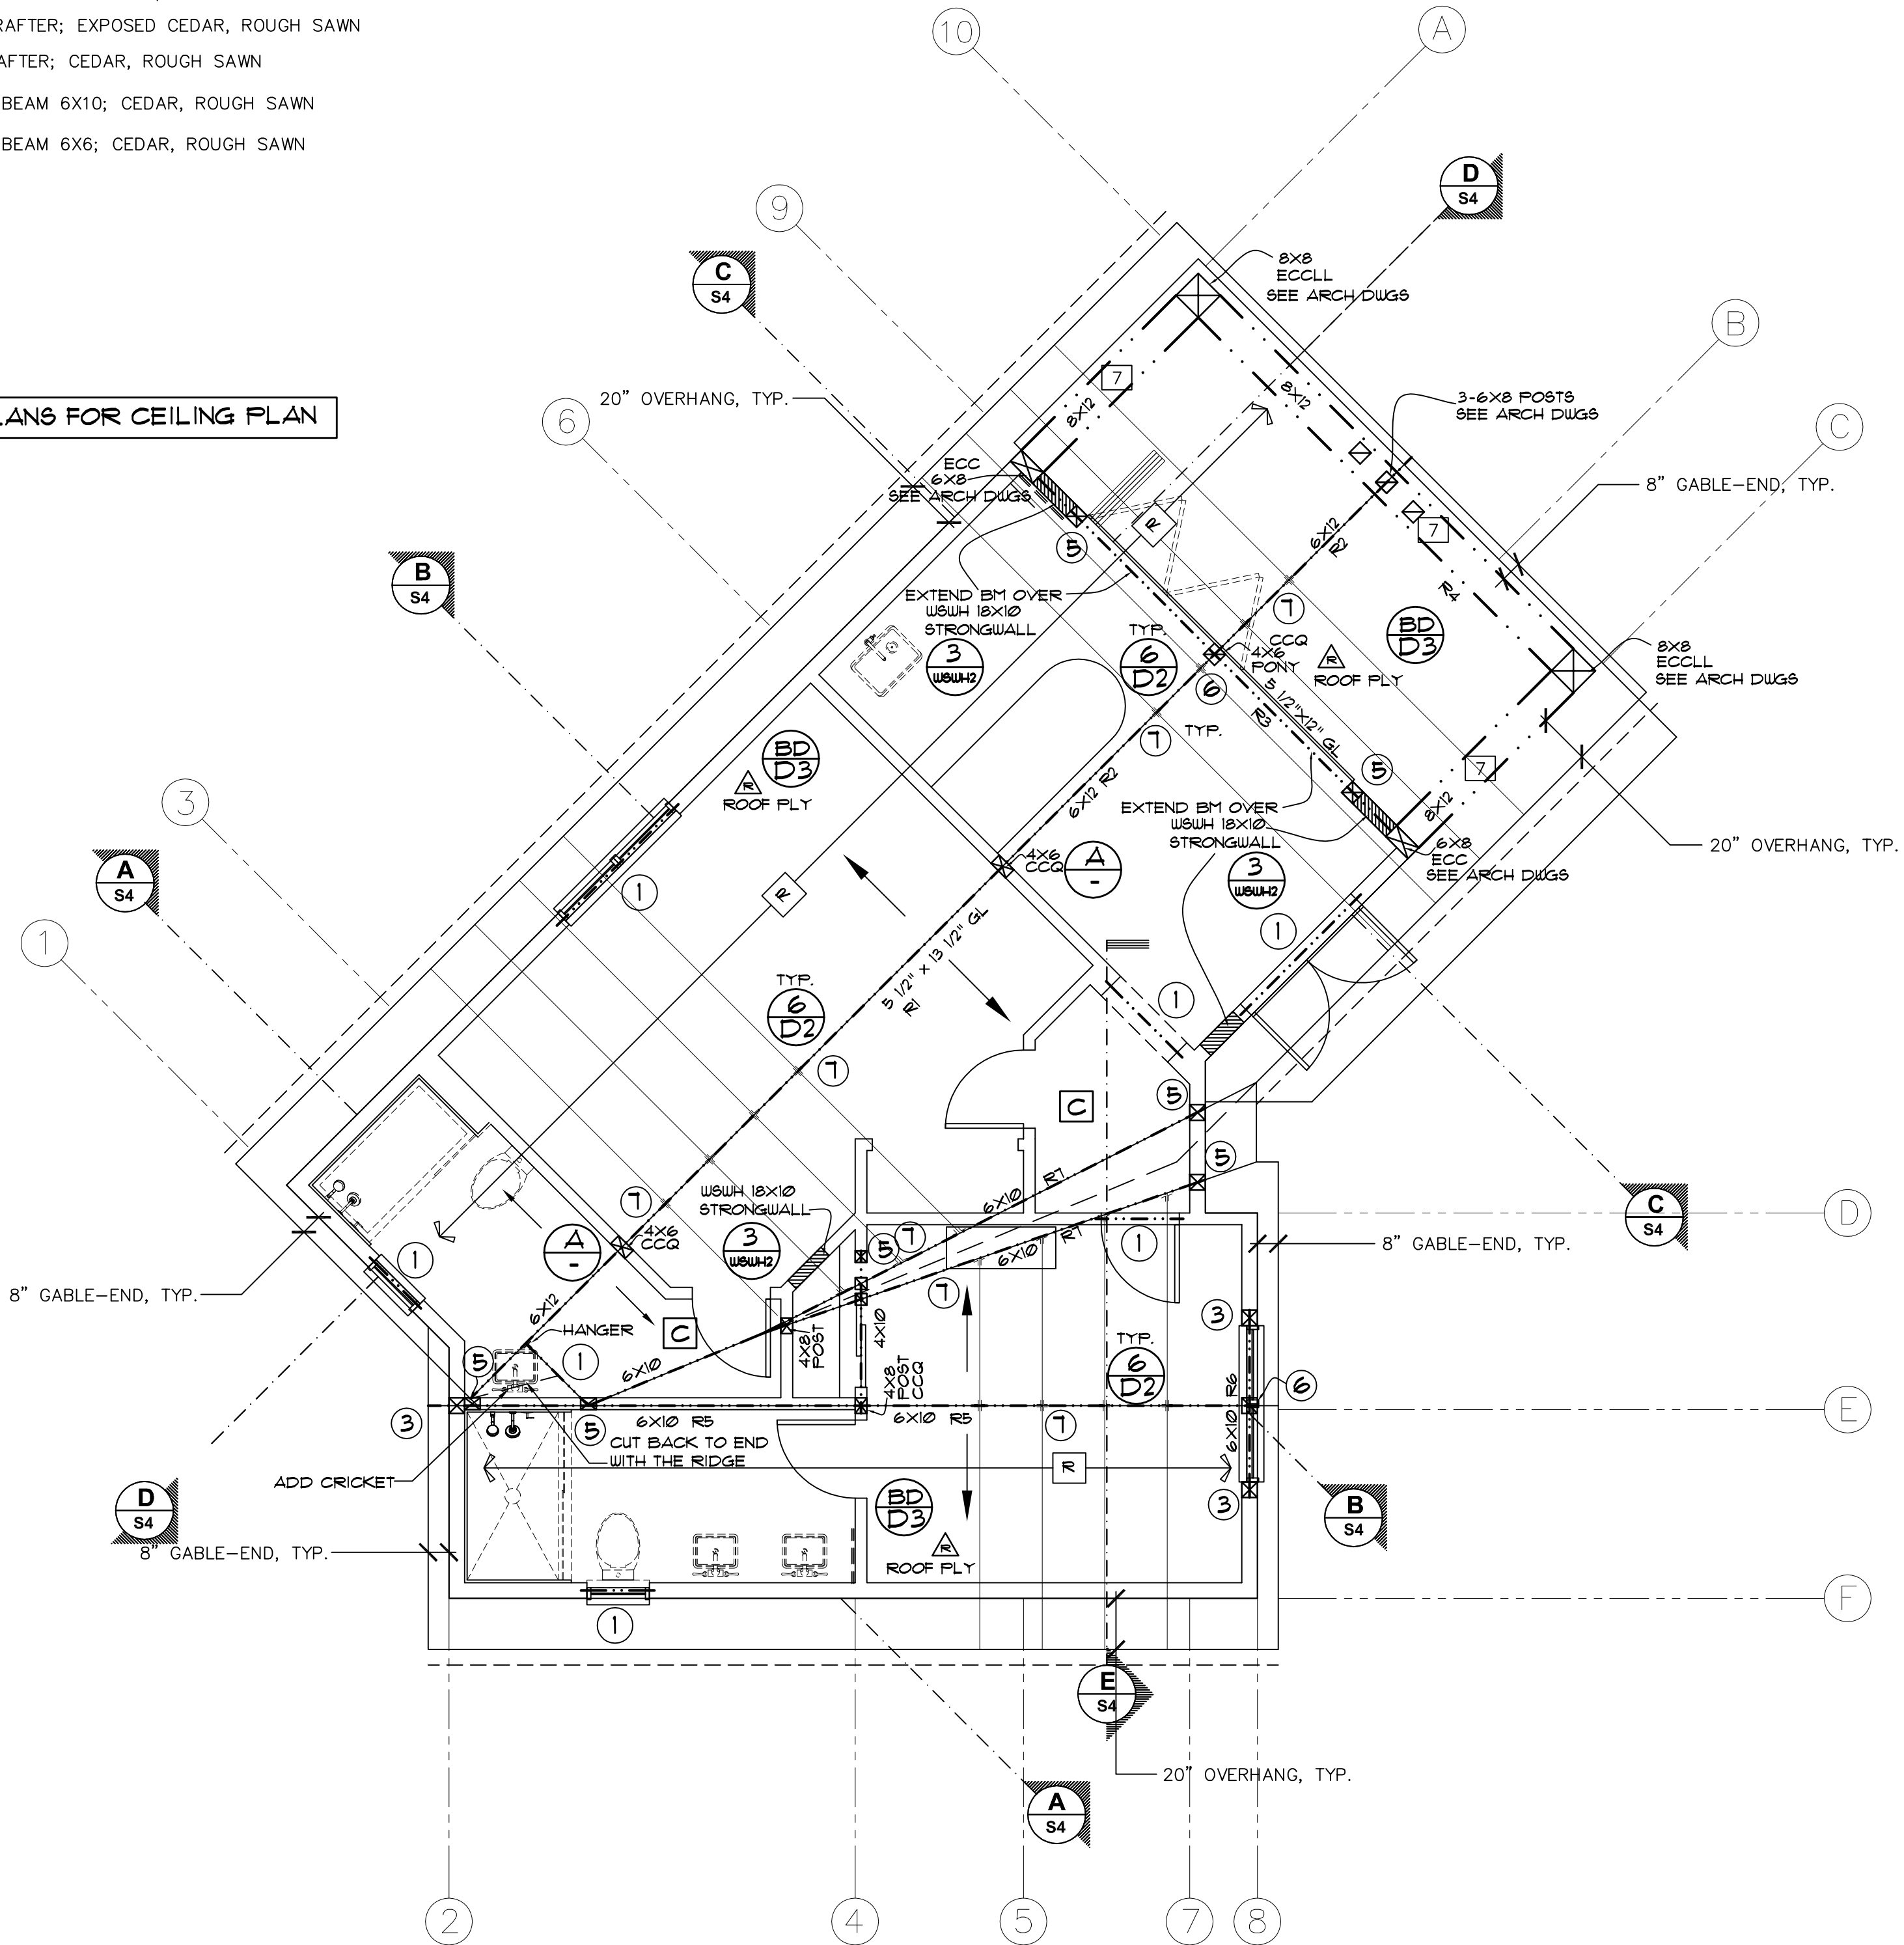 RAFTER; EXPOSED CEDAR, ROUGH SAWN
AFTER; CEDAR, ROUGH SAWN
BEAM 6X10; CEDAR, ROUGH SAWN
BEAM 6X6; CEDAR, ROUGH SAWN
LANS FOR CEILING PLAN
10
A
D
S4
9
C
S4
8X8
ECCLL
SEE ARCH DWGS
B
7
8X12
8X12
20" OVERHANG, TYP.
3-6X8 POSTS
SEE ARCH DWGS
C
6
ECC
6X8
SEE ARCH DWGS
8" GABLE-END, TYP.
R
7
5
6X12
R2
B
S4
EXTEND BM OVER
WSWH 18X10
STRONGWALL
3
WSWH2
R4
7
TYP.
6
D2
CCQ
4X6
PONY
R
ROOF PLY
BD
D3
8X8
ECCLL
SEE ARCH DWGS
6
5 1/2"X12" GL
R3
7
TYP.
BD
D3
R
ROOF PLY
5
7
6X12 R2
3
EXTEND BM OVER
WSWH 18X10
STRONGWALL
8X12
20" OVERHANG, TYP.
6X8
ECC
SEE ARCH DWGS
A
S4
4X6
CCQ
A
-
3
WSWH2
1
R
1
1
5 1/2" x 13 1/2" GL
R1
1
TYP.
6
D2
7
5
C
5
WSWH 18X10
STRONGWALL
6X10
R7
7
4X6
CCQ
3
WSWH2
5
7
6X10
R7
1
C
S4
D
8" GABLE-END, TYP.
A
-
1
8" GABLE-END, TYP.
6X12
HANGER
C
7
4X10
4X8
POST
3
TYP.
6
D2
5
1
6X10
4X8
POST
CCQ
R6
6
6X10
3
5
6X10 R5
6X10 R5
7
E
CUT BACK TO END
WITH THE RIDGE
R
ADD CRICKET
3
D
S4
BD
D3
B
S4
8" GABLE-END, TYP.
R
ROOF PLY
1
F
E
S4
20" OVERHANG, TYP.
A
S4
2
4
5
7
8